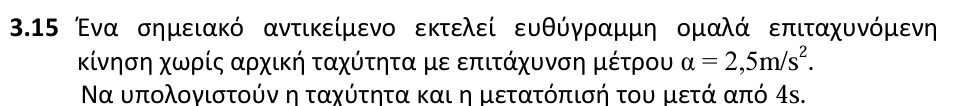 3.15 Ένα σημειακό αντικείμενο εκτελεί ευθύγραμμη ομαλά επιταχυνόμενη
κίνηση χωρίς αρχική ταχύτητα με επιτάχυνση μέτρου α = 2,5m/s².
Να υπολογιστούν η ταχύτητα και η μετατόπισή του μετά από 4s.